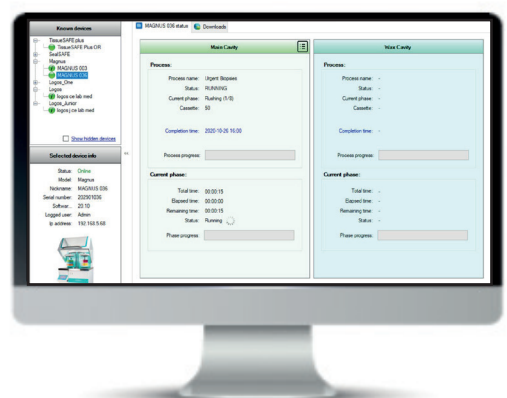 Known devices
TissueSAFE plus
TissueSAFE Plus OR
SealSAFE
Magnus
MAGNUS 003
MAGNUS 036
Logos_One
Logos
logos ce lab med
Logos_Junior
logos j ce lab med
Show hidden devices
Selected device info
Status: Online
Model: Magnus
Nickname: MAGNUS 036
Serial number: 202901036
Softwar... 20.10
Logged user: Admin
Ip address: 192.168.5.68
MAGNUS 036 status Downloads
Main Cavity
Process:
Process name: Urgent Biopsies
Status: RUNNING
Current phase: Flushing (1/8)
Cassette: 50
Completion time: 2020-10-26 16:00
Process progress:
Current phase:
Total time: 00:00:15
Elapsed time: 00:00:00
Remaining time: 00:00:15
Status: Running
Phase progress:
Wax Cavity
Process:
Process name: -
Status: -
Current phase: -
Cassette: -
Completion time: -
Process progress:
Current phase:
Total time: -
Elapsed time: -
Remaining time: -
Status: -
Phase progress: